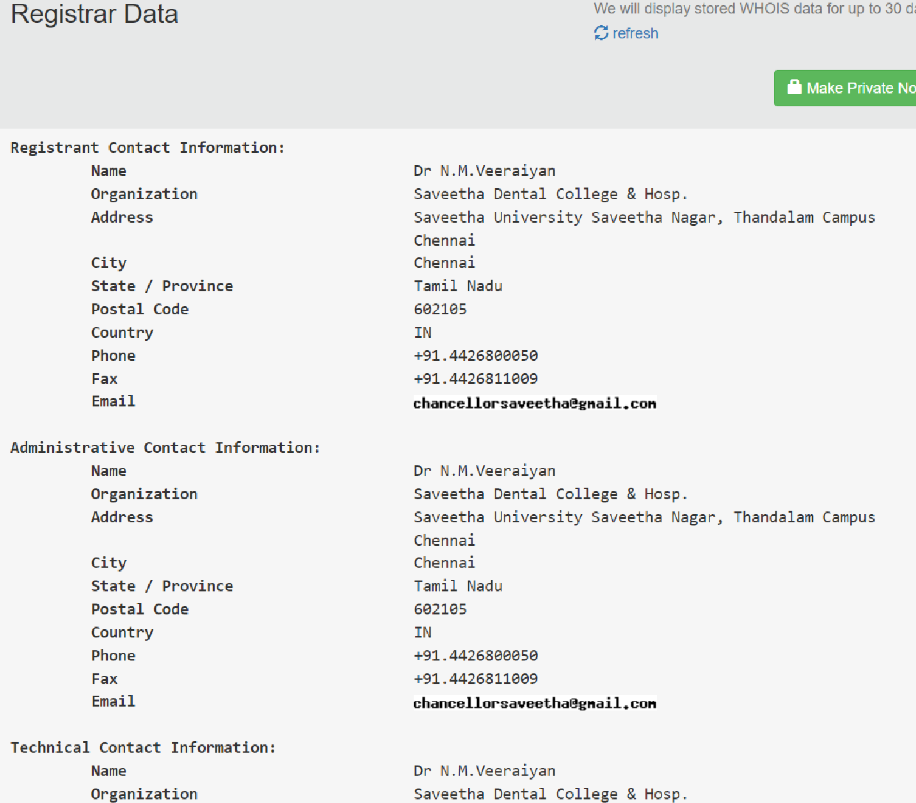 Registrar Data
We will display stored WHOIS data for up to 30
refresh
Make Private
Registrant Contact Information:
Name Dr N.M.Veeraiyan
Organization Saveetha Dental College & Hosp.
Address Saveetha University Saveetha Nagar, Thandalam Campus
Chennai
City Chennai
State / Province Tamil Nadu
Postal Code 602105
Country IN
Phone +91.4426800050
Fax +91.4426811009
Email chancellorsaveetha@gmail.com
Administrative Contact Information:
Name Dr N.M.Veeraiyan
Organization Saveetha Dental College & Hosp.
Address Saveetha University Saveetha Nagar, Thandalam Campus
Chennai
City Chennai
State / Province Tamil Nadu
Postal Code 602105
Country IN
Phone +91.4426800050
Fax +91.4426811009
Email chancellorsaveetha@gmail.com
Technical Contact Information:
Name Dr N.M.Veeraiyan
Organization Saveetha Dental College & Hosp.